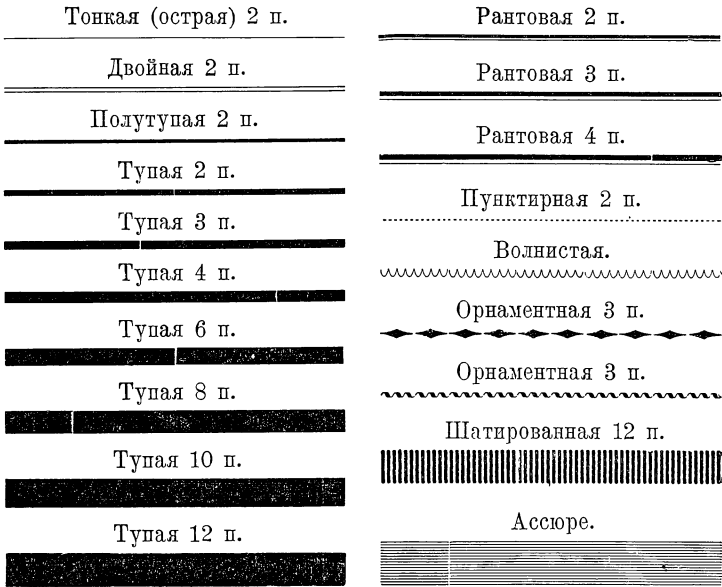 Тонкая (острая) 2 п.
Двойная 2 п.
Полутупая 2 п.
Тупая 2 п.
Тупая 3 п.
Тупая 4 п.
Тупая 6 п.
Тупая 8 п.
Тупая 10 п.
Тупая 12 п.
Рантовая 2 п.
Рантовая 3 п.
Рантовая 4 п.
Пунктирная 2 п.
Волнистая.
Орнаментная 3 п.
Орнаментная 3 п.
Шатированная 12 п.
Ассюре.